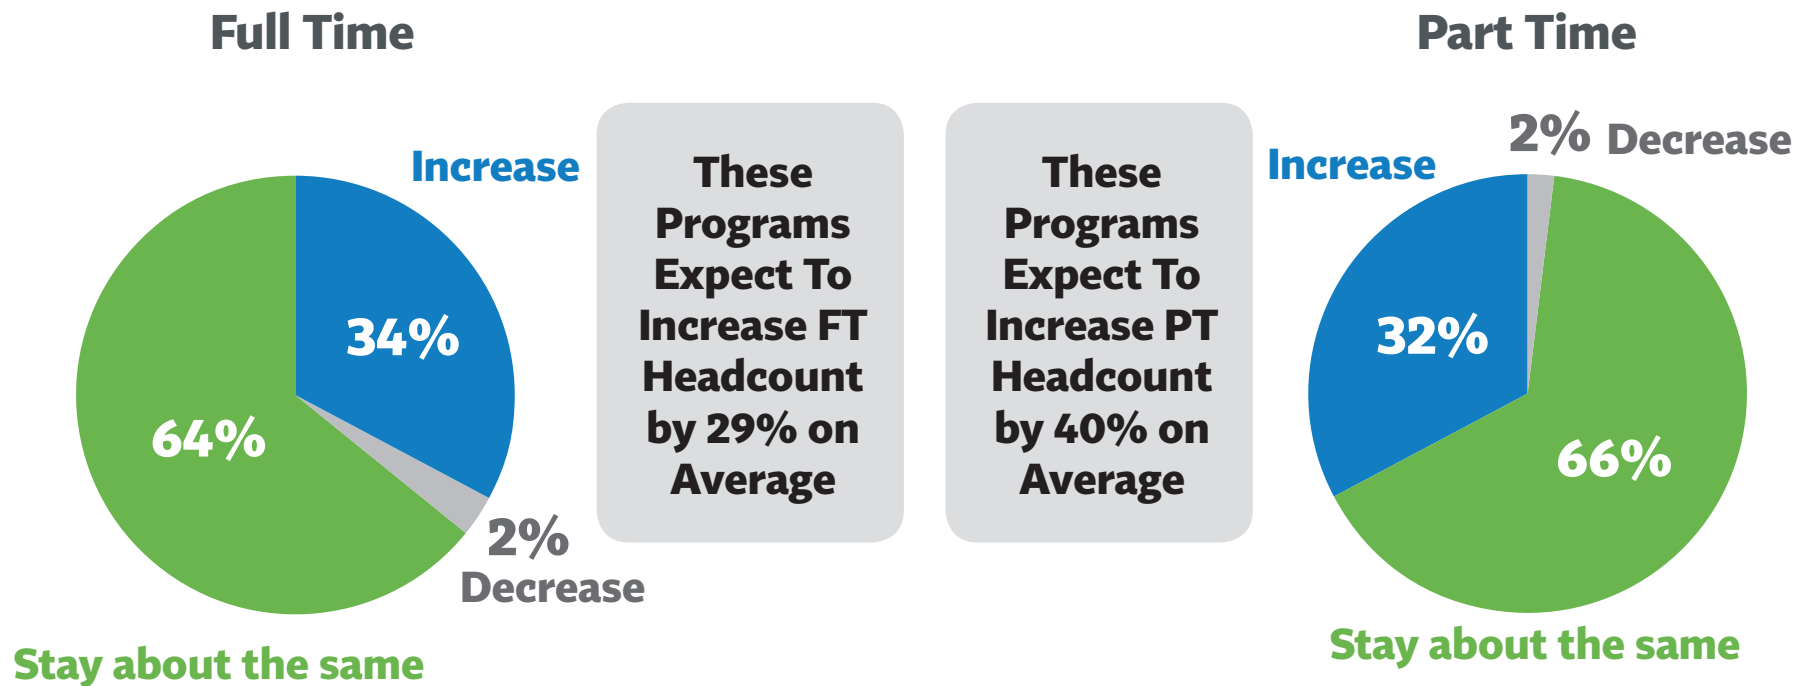 Full Time
Increase
34%
64%
2%
Decrease
Stay about the same
These
Programs
Expect To
Increase FT
Headcount
by 29% on
Average
These
Programs
Expect To
Increase PT
Headcount
by 40% on
Average
Part Time
2% Decrease
Increase
32%
66%
Stay about the same